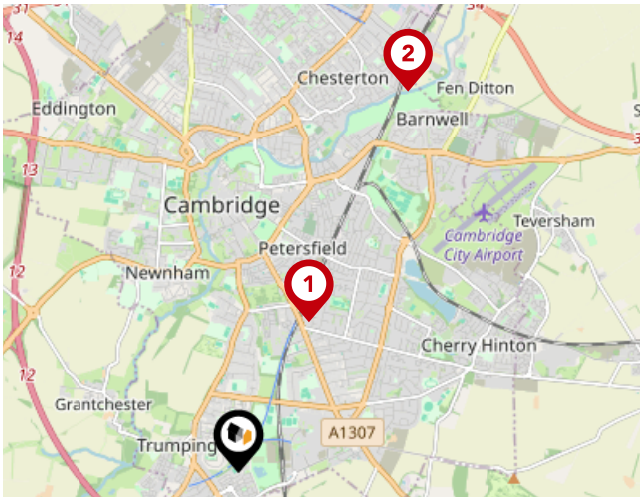 31
34
14
2
Chesterton
Fen Ditton
Eddington
Barnwell
13
Cambridge
Teversham
Cambridge
City Airport
Petersfield
12
Newnham
1
Cherry Hinton
12
Grantchester
A1307
Trumping